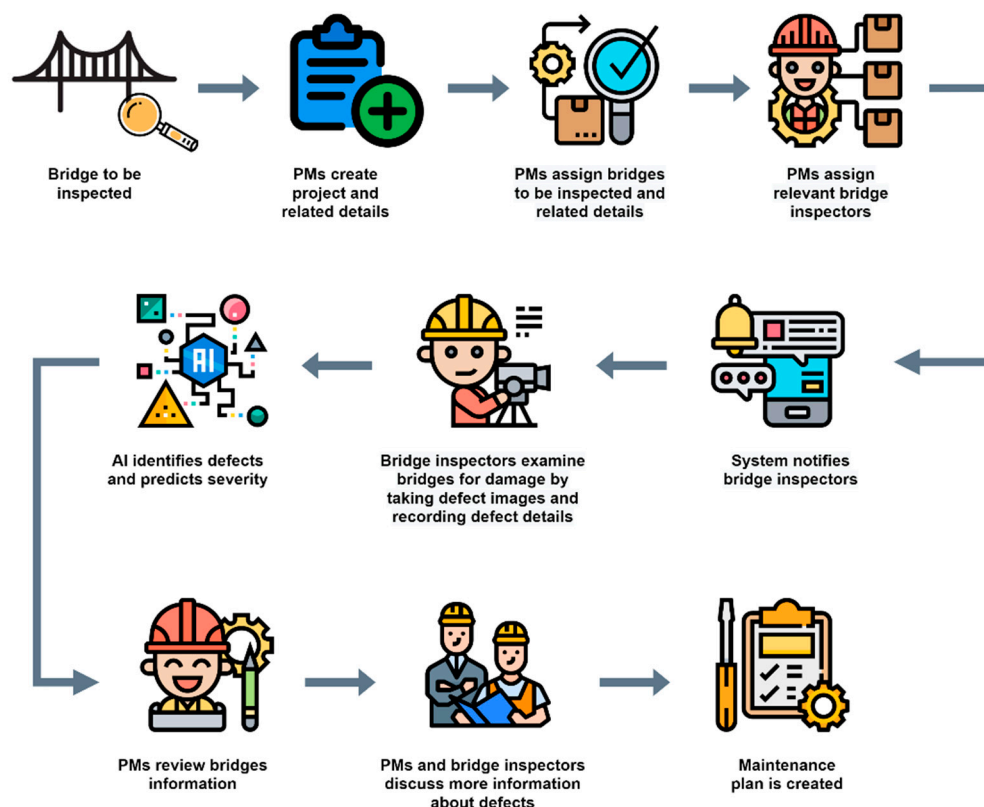 Bridge to be
inspected
PMs create
project and
related details
PMs assign bridges
to be inspected and
related details
PMs assign
relevant bridge
inspectors
AI
AI identifies defects
and predicts severity
Bridge inspectors examine
bridges for damage by
taking defect images and
recording defect details
System notifies
bridge inspectors
PMs review bridges
information
PMs and bridge inspectors
discuss more information
about defects
Maintenance
plan is created